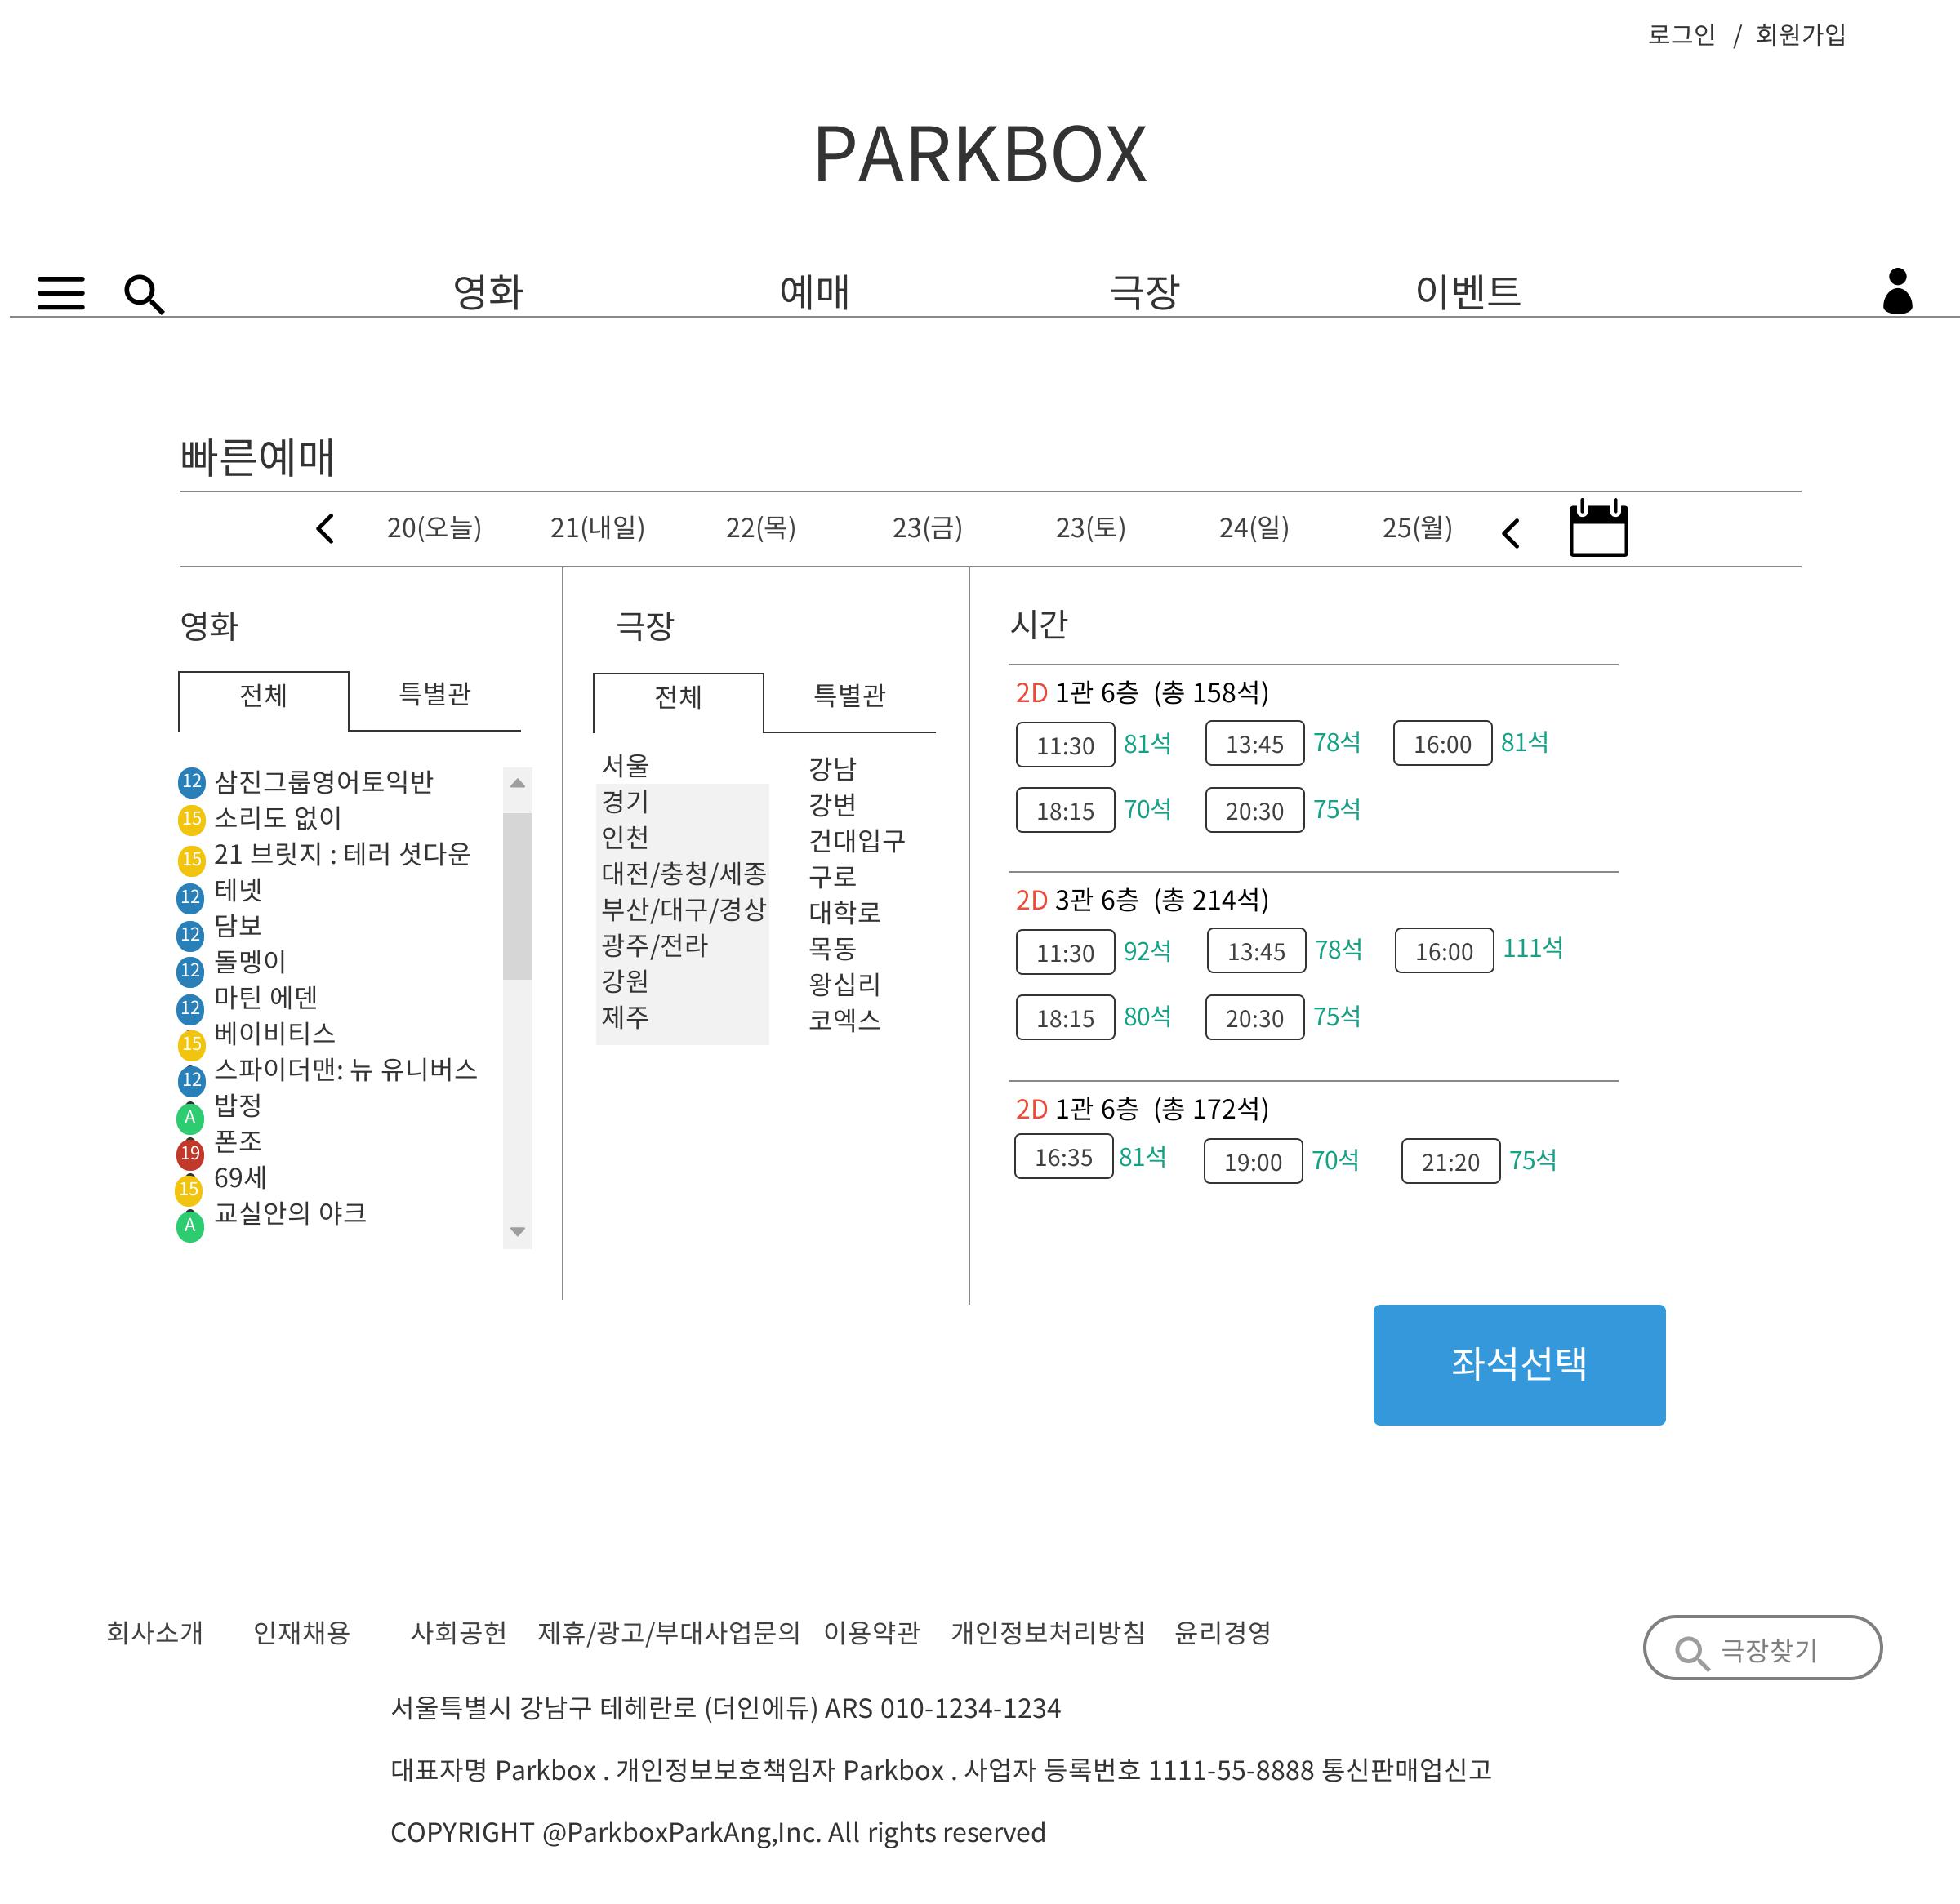 로그인 / 회원가입
PARKBOX
영화 예매 극장 이벤트
빠른예매
20(오늘) 21(내일) 22(목) 23(금) 23(토) 24(일) 25(월)
영화
전체 특별관
12 삼진그룹영어토익반
15 소리도 없이
15 21 브릿지 : 테러 셧다운
12 테넷
12 담보
12 돌멩이
12 마틴 에덴
15 베이비티스
12 스파이더맨: 뉴 유니버스
A 밥정
19 폰조
15 69세
A 교실안의 야크
극장
전체 특별관
서울
경기
인천
대전/충청/세종
부산/대구/경상
광주/전라
강원
제주
강남
강변
건대입구
구로
대학로
목동
왕십리
코엑스
시간
2D 1관 6층 (총 158석)
11:30 81석 13:45 78석 16:00 81석
18:15 70석 20:30 75석
2D 3관 6층 (총 214석)
11:30 92석 13:45 78석 16:00 111석
18:15 80석 20:30 75석
2D 1관 6층 (총 172석)
16:35 81석 19:00 70석 21:20 75석
좌석선택
회사소개 인재채용 사회공헌 제휴/광고/부대사업문의 이용약관 개인정보처리방침 윤리경영
극장찾기
서울특별시 강남구 테헤란로 (더인에듀) ARS 010-1234-1234
대표자명 Parkbox . 개인정보보호책임자 Parkbox . 사업자 등록번호 1111-55-8888 통신판매업신고
COPYRIGHT @ParkboxParkAng,Inc. All rights reserved